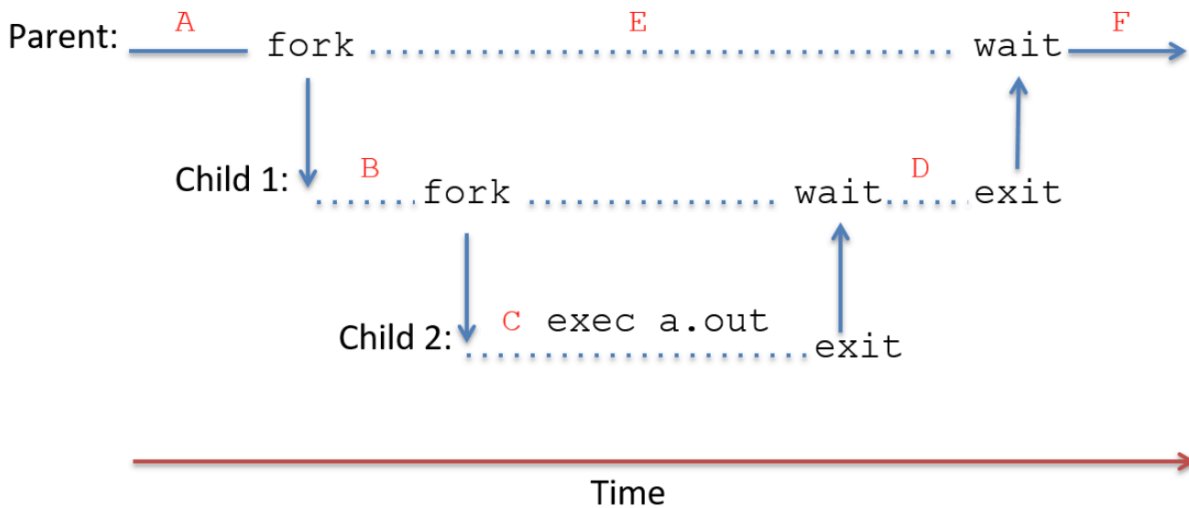 A E F
Parent: fork wait
Child 1: B fork wait D exit
Child 2: C exec a.out exit
Time